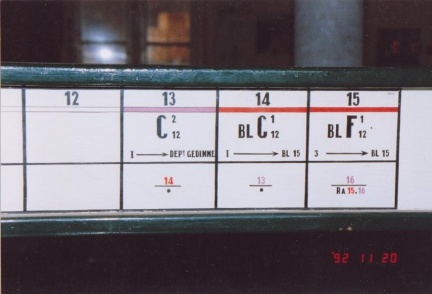 12 13 14 15
C 2 12 BL C 1 12 BL F 1 12
I → DEPT GEDINNE I → BL 15 3 → BL 15
14 13 16
• • RA 15.16
'92 11 20